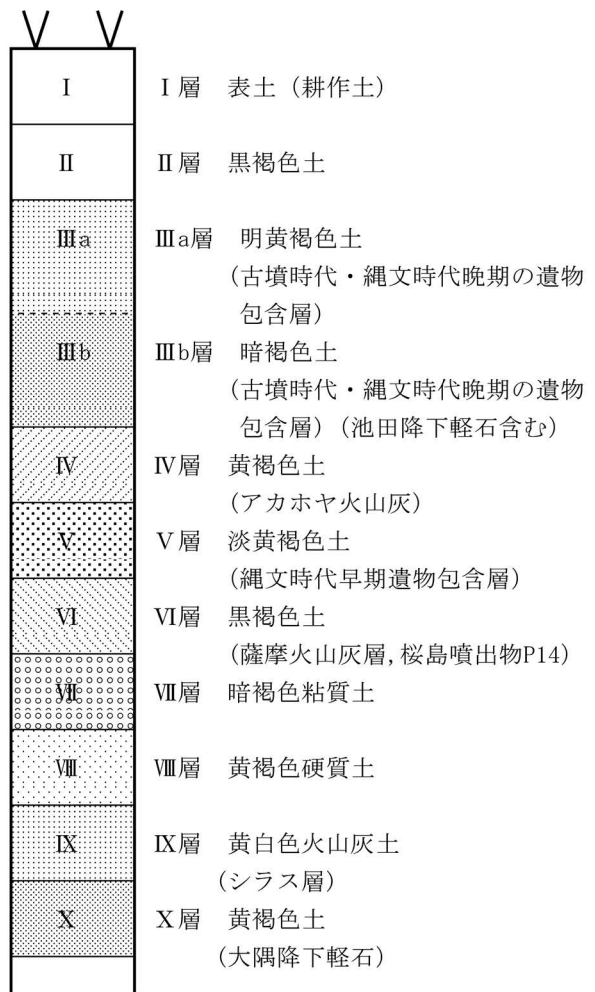 Ⅰ Ⅰ層 表土（耕作土）
Ⅱ Ⅱ層 黒褐色土
Ⅲa Ⅲa層 明黄褐色土
（古墳時代・縄文時代晩期の遺物
包含層）
Ⅲb Ⅲb層 暗褐色土
（古墳時代・縄文時代晩期の遺物
包含層）（池田降下軽石含む）
Ⅳ Ⅳ層 黄褐色土
（アカホヤ火山灰）
Ⅴ Ⅴ層 淡黄褐色土
（縄文時代早期遺物包含層）
Ⅵ Ⅵ層 黒褐色土
（薩摩火山灰層,桜島噴出物P14）
Ⅶ Ⅶ層 暗褐色粘質土
Ⅷ Ⅷ層 黄褐色硬質土
Ⅸ Ⅸ層 黄白色火山灰土
（シラス層）
Ⅹ Ⅹ層 黄褐色土
（大隅降下軽石）